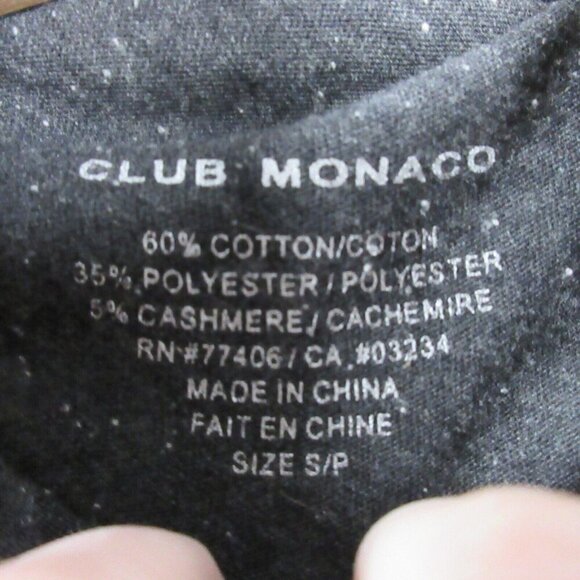 CLUB MONACO
60% COTTON/COTON
35% POLYESTER / POLYESTER
5% CASHMERE / CACHEMIRE
RN #77406 / CA #03234
MADE IN CHINA
FAIT EN CHINE
SIZE S/P